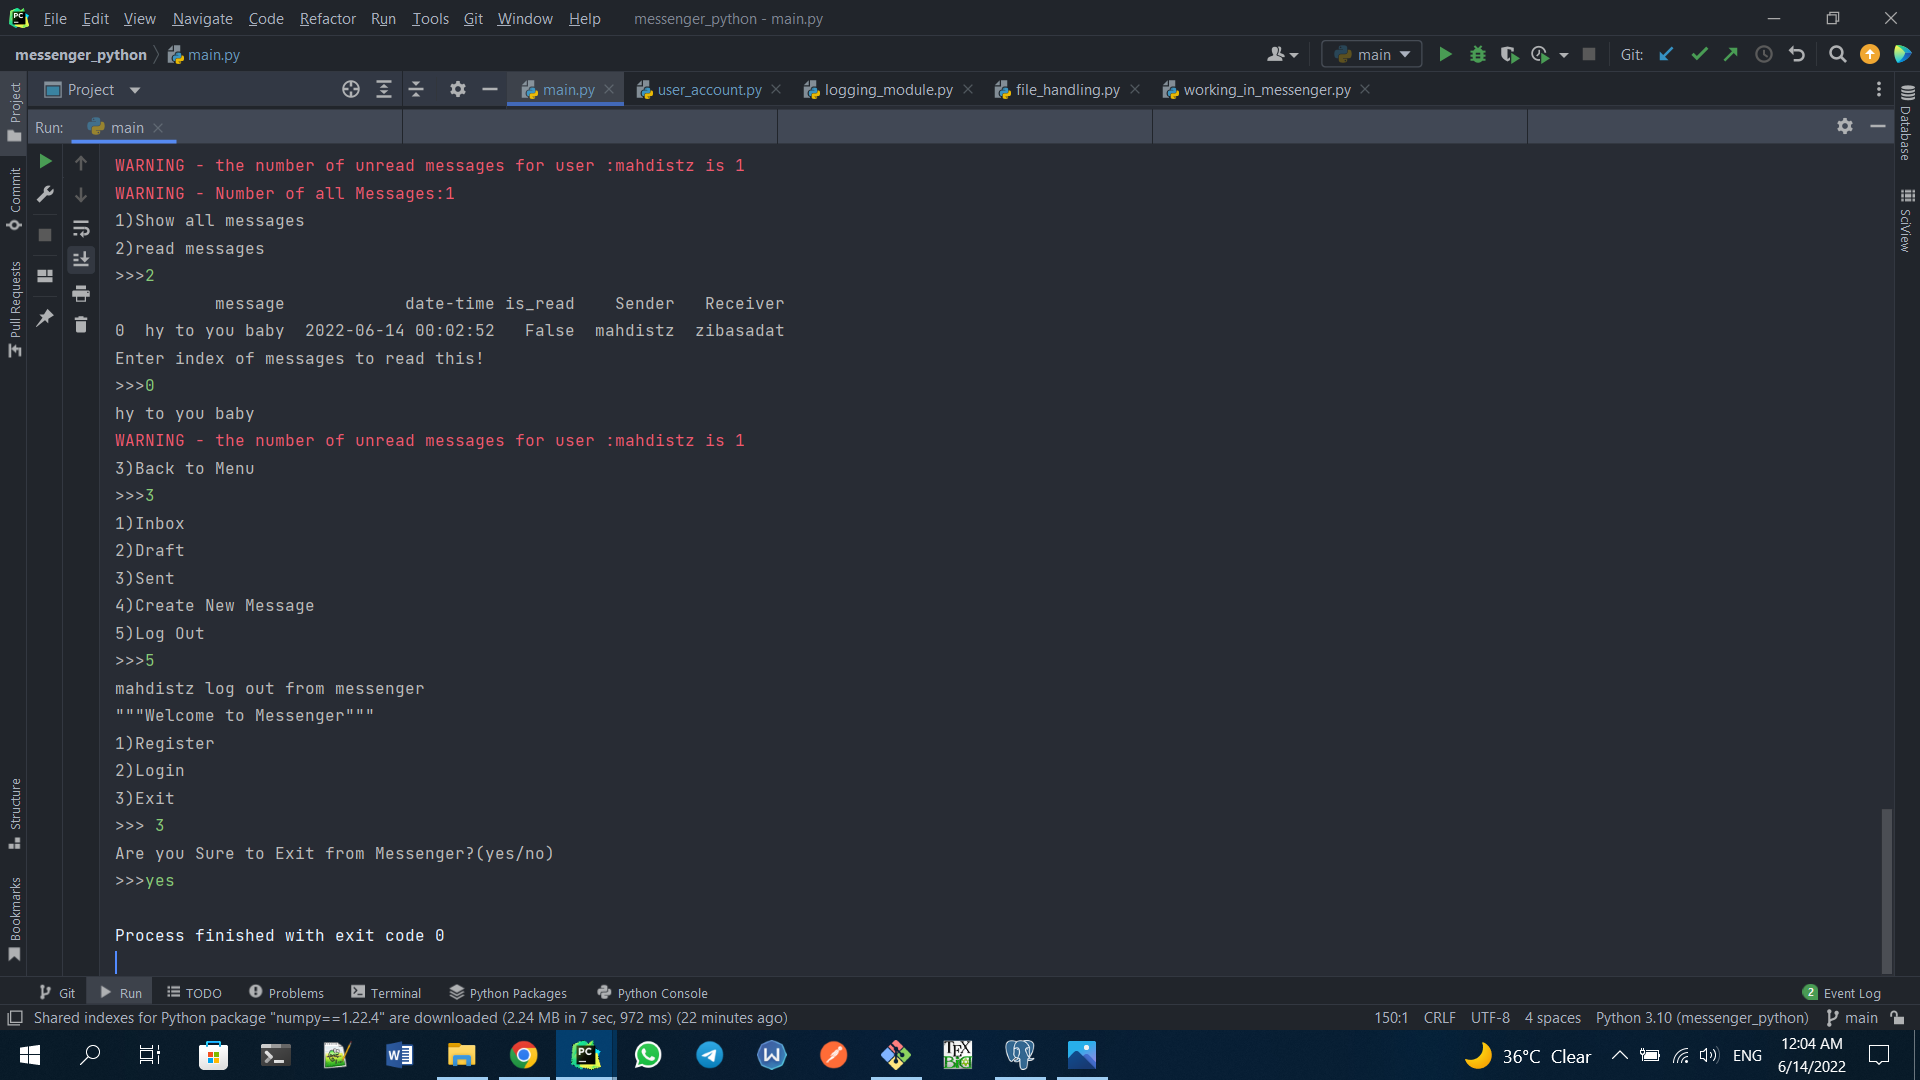 File Edit View Navigate Code Refactor Run Tools Git Window Help messenger_python - main.py
messenger_python main.py main Git:
Project main.py user_account.py logging_module.py file_handling.py working_in_messenger.py
Run: main
WARNING - the number of unread messages for user :mahdistz is 1
WARNING - Number of all Messages:1
1)Show all messages
2)read messages
>>>2
message date-time is_read Sender Receiver
0 hy to you baby 2022-06-14 00:02:52 False mahdistz zibasadat
Enter index of messages to read this!
>>>0
hy to you baby
WARNING - the number of unread messages for user :mahdistz is 1
3)Back to Menu
>>>3
1)Inbox
2)Draft
3)Sent
4)Create New Message
5)Log Out
>>>5
mahdistz log out from messenger
"""Welcome to Messenger"""
1)Register
2)Login
3)Exit
>>> 3
Are you Sure to Exit from Messenger?(yes/no)
>>>yes
Process finished with exit code 0
Project
Commit
Pull Requests
Structure
Bookmarks
Database
SciView
Git Run TODO Problems Terminal Python Packages Python Console 2 Event Log
Shared indexes for Python package "numpy==1.22.4" are downloaded (2.24 MB in 7 sec, 972 ms) (22 minutes ago) 150:1 CRLF UTF-8 4 spaces Python 3.10 (messenger_python) main
36°C Clear ENG 12:04 AM
6/14/2022